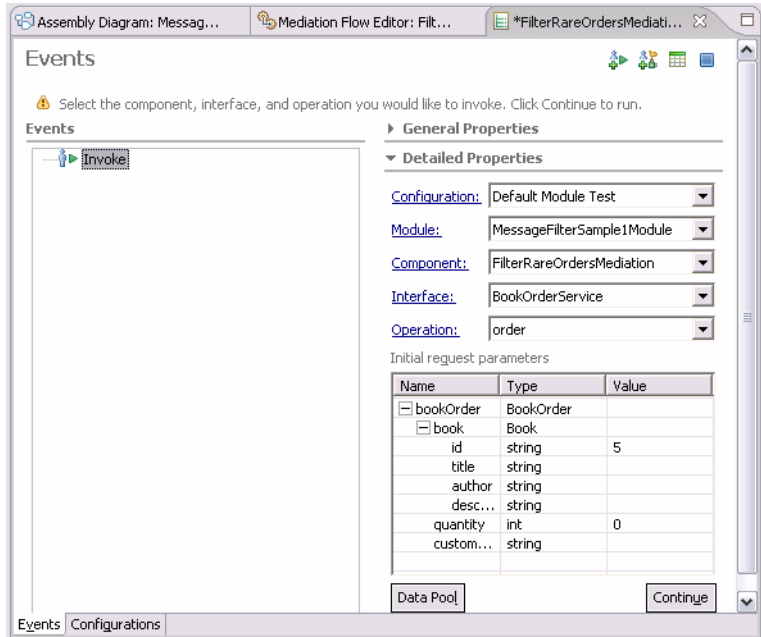 Assembly Diagram: Messag... Mediation Flow Editor: Filt... *FilterRareOrdersMediati...
Events
Select the component, interface, and operation you would like to invoke. Click Continue to run.
Events
Invoke
General Properties
Detailed Properties
Configuration: Default Module Test
Module: MessageFilterSample1Module
Component: FilterRareOrdersMediation
Interface: BookOrderService
Operation: order
Initial request parameters
Name Type Value
bookOrder BookOrder
book Book
id string 5
title string
author string
desc... string
quantity int 0
custom... string
Data Pool Continue
Events Configurations